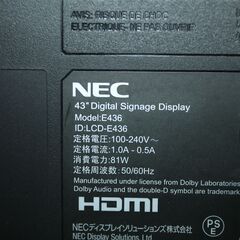 AVIS: RISQUE DE CHOC
ELECTRIQUE-NE PAS OUVRIR
NEC
43" Digital Signage Display
Model:E436
ID:LCD-E436
定格電圧:100-240V~
定格電流:1.0A - 0.5A
消費電力:81W
定格周波数:50/60Hz
Manufactured under license from Dolby Laboratories.
Dolby Audio and the double-D symbol are trademarks
HDMI
PS
E
NECディスプレイソリューションズ株式会社
NEC Display Solutions, Ltd.